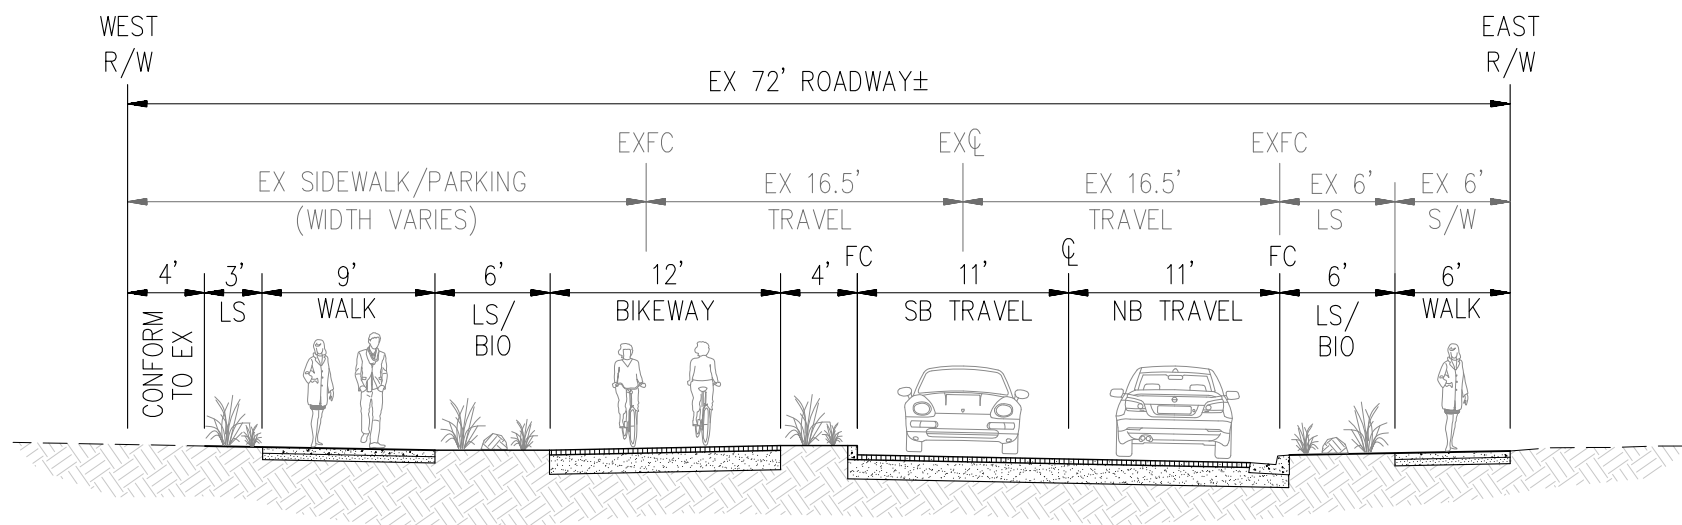 WEST
R/W
EAST
R/W
EX 72' ROADWAY±
EXFC
EX℄
EXFC
EX SIDEWALK/PARKING
(WIDTH VARIES)
EX 16.5'
TRAVEL
EX 16.5'
TRAVEL
EX 6'
LS
EX 6'
S/W
FC
℄
FC
4'
3'
9'
6'
12'
4'
11'
11'
6'
6'
CONFORM
TO EX
LS
WALK
LS/
BIO
BIKEWAY
SB TRAVEL
NB TRAVEL
LS/
BIO
WALK